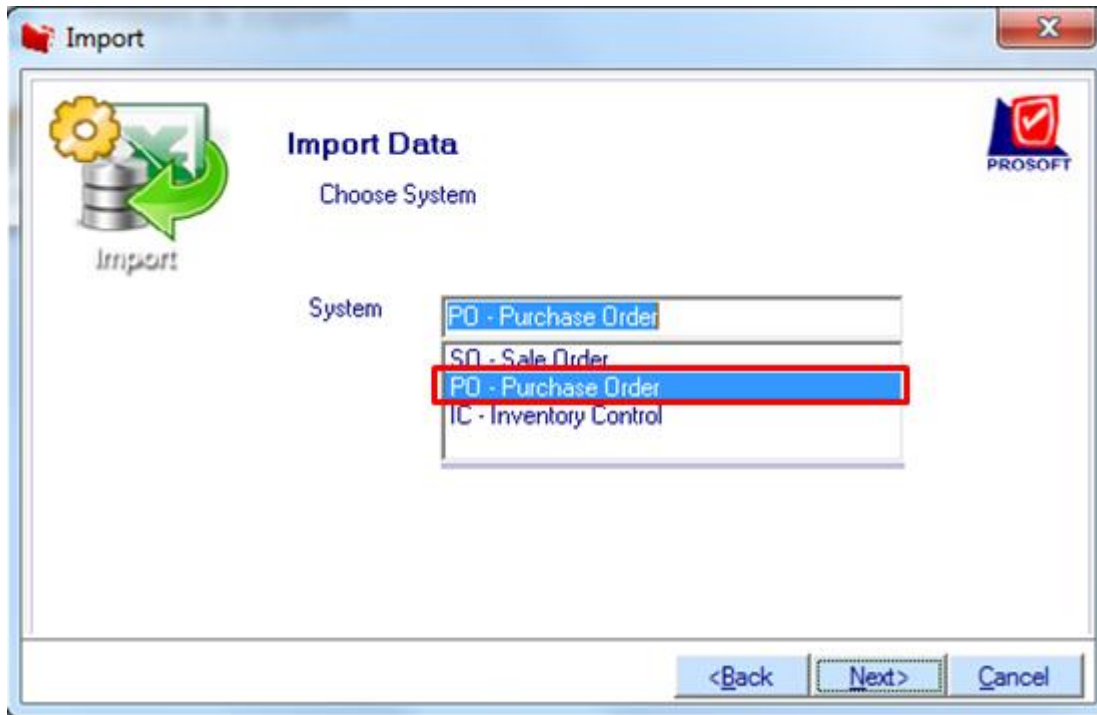 Import
Import Data
PROSOFT
Choose System
Import
System
PO - Purchase Order
SO - Sale Order
PO - Purchase Order
IC - Inventory Control
<Back
Next>
Cancel